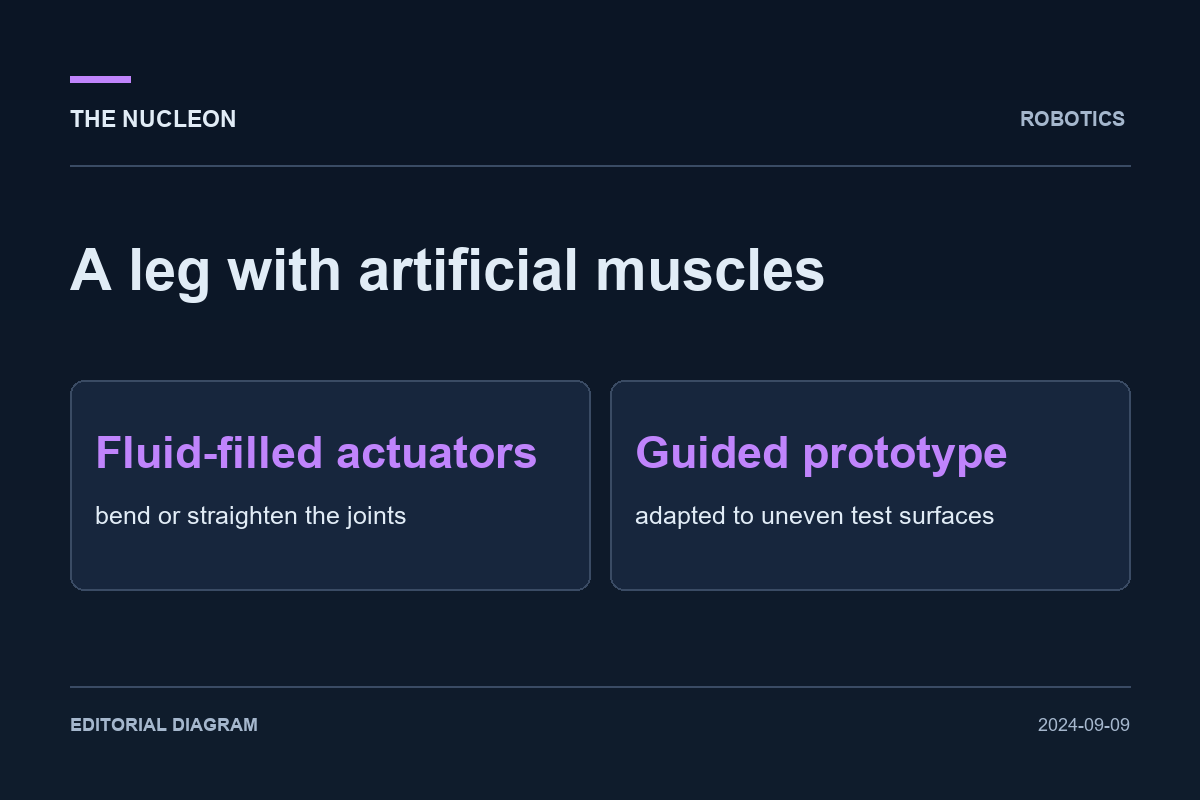 THE NUCLEON
ROBOTICS
A leg with artificial muscles
Fluid-filled actuators
bend or straighten the joints
Guided prototype
adapted to uneven test surfaces
EDITORIAL DIAGRAM
2024-09-09